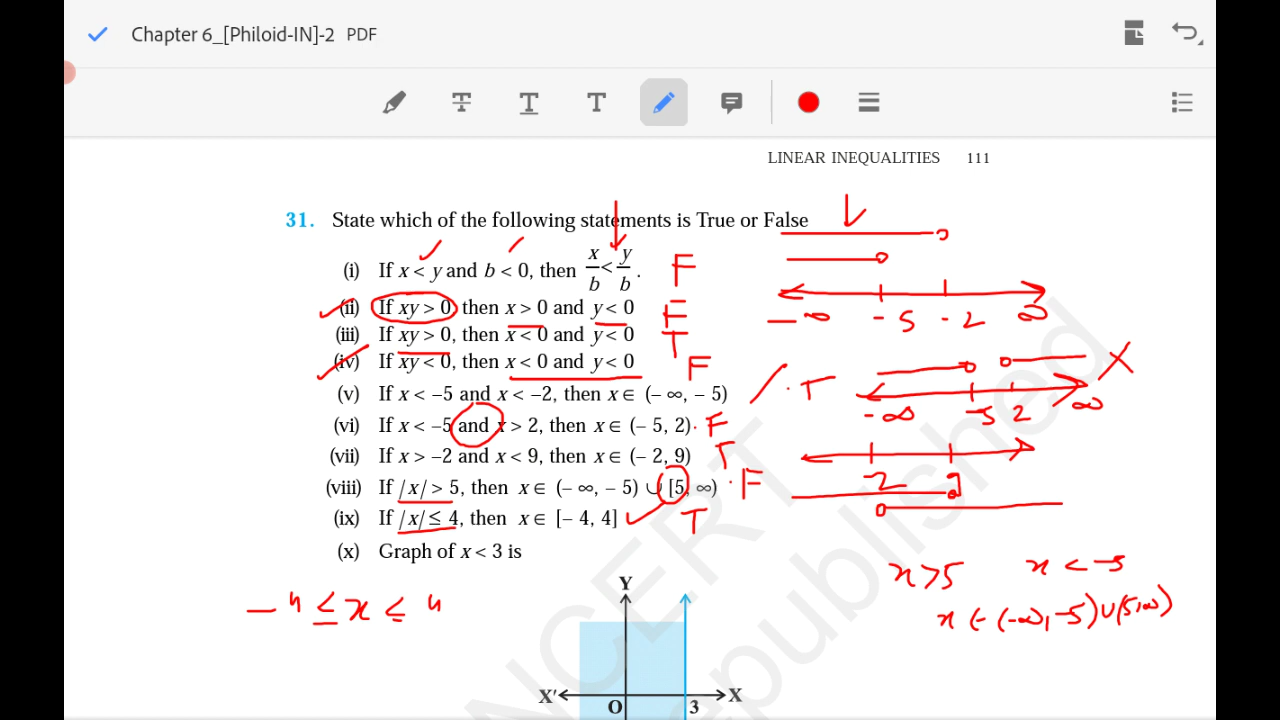 Chapter 6_[Philoid-IN]-2 PDF
LINEAR INEQUALITIES 111
31. State which of the following statements is True or False
(i) If x < y and b < 0, then x/b < y/b. F
(ii) If xy > 0, then x > 0 and y < 0 F
(iii) If xy > 0, then x < 0 and y < 0 T
(iv) If xy < 0, then x < 0 and y < 0 F
(v) If x < –5 and x < –2, then x ∈ (– ∞, – 5) T
(vi) If x < –5 and x > 2, then x ∈ (– 5, 2) F
(vii) If x > –2 and x < 9, then x ∈ (– 2, 9) T
(viii) If |x| > 5, then x ∈ (– ∞, – 5) ∪ [5, ∞) F
(ix) If |x| ≤ 4, then x ∈ [– 4, 4] T
(x) Graph of x < 3 is
– ∞ -5 -2 ∞
-∞ -5 2 ∞ X
-2 9
x > 5 x < -5
x ∈ (-∞, -5) ∪ (5, ∞)
– 4 ≤ x ≤ 4
Y
X′ O 3 X
NCERT
republished